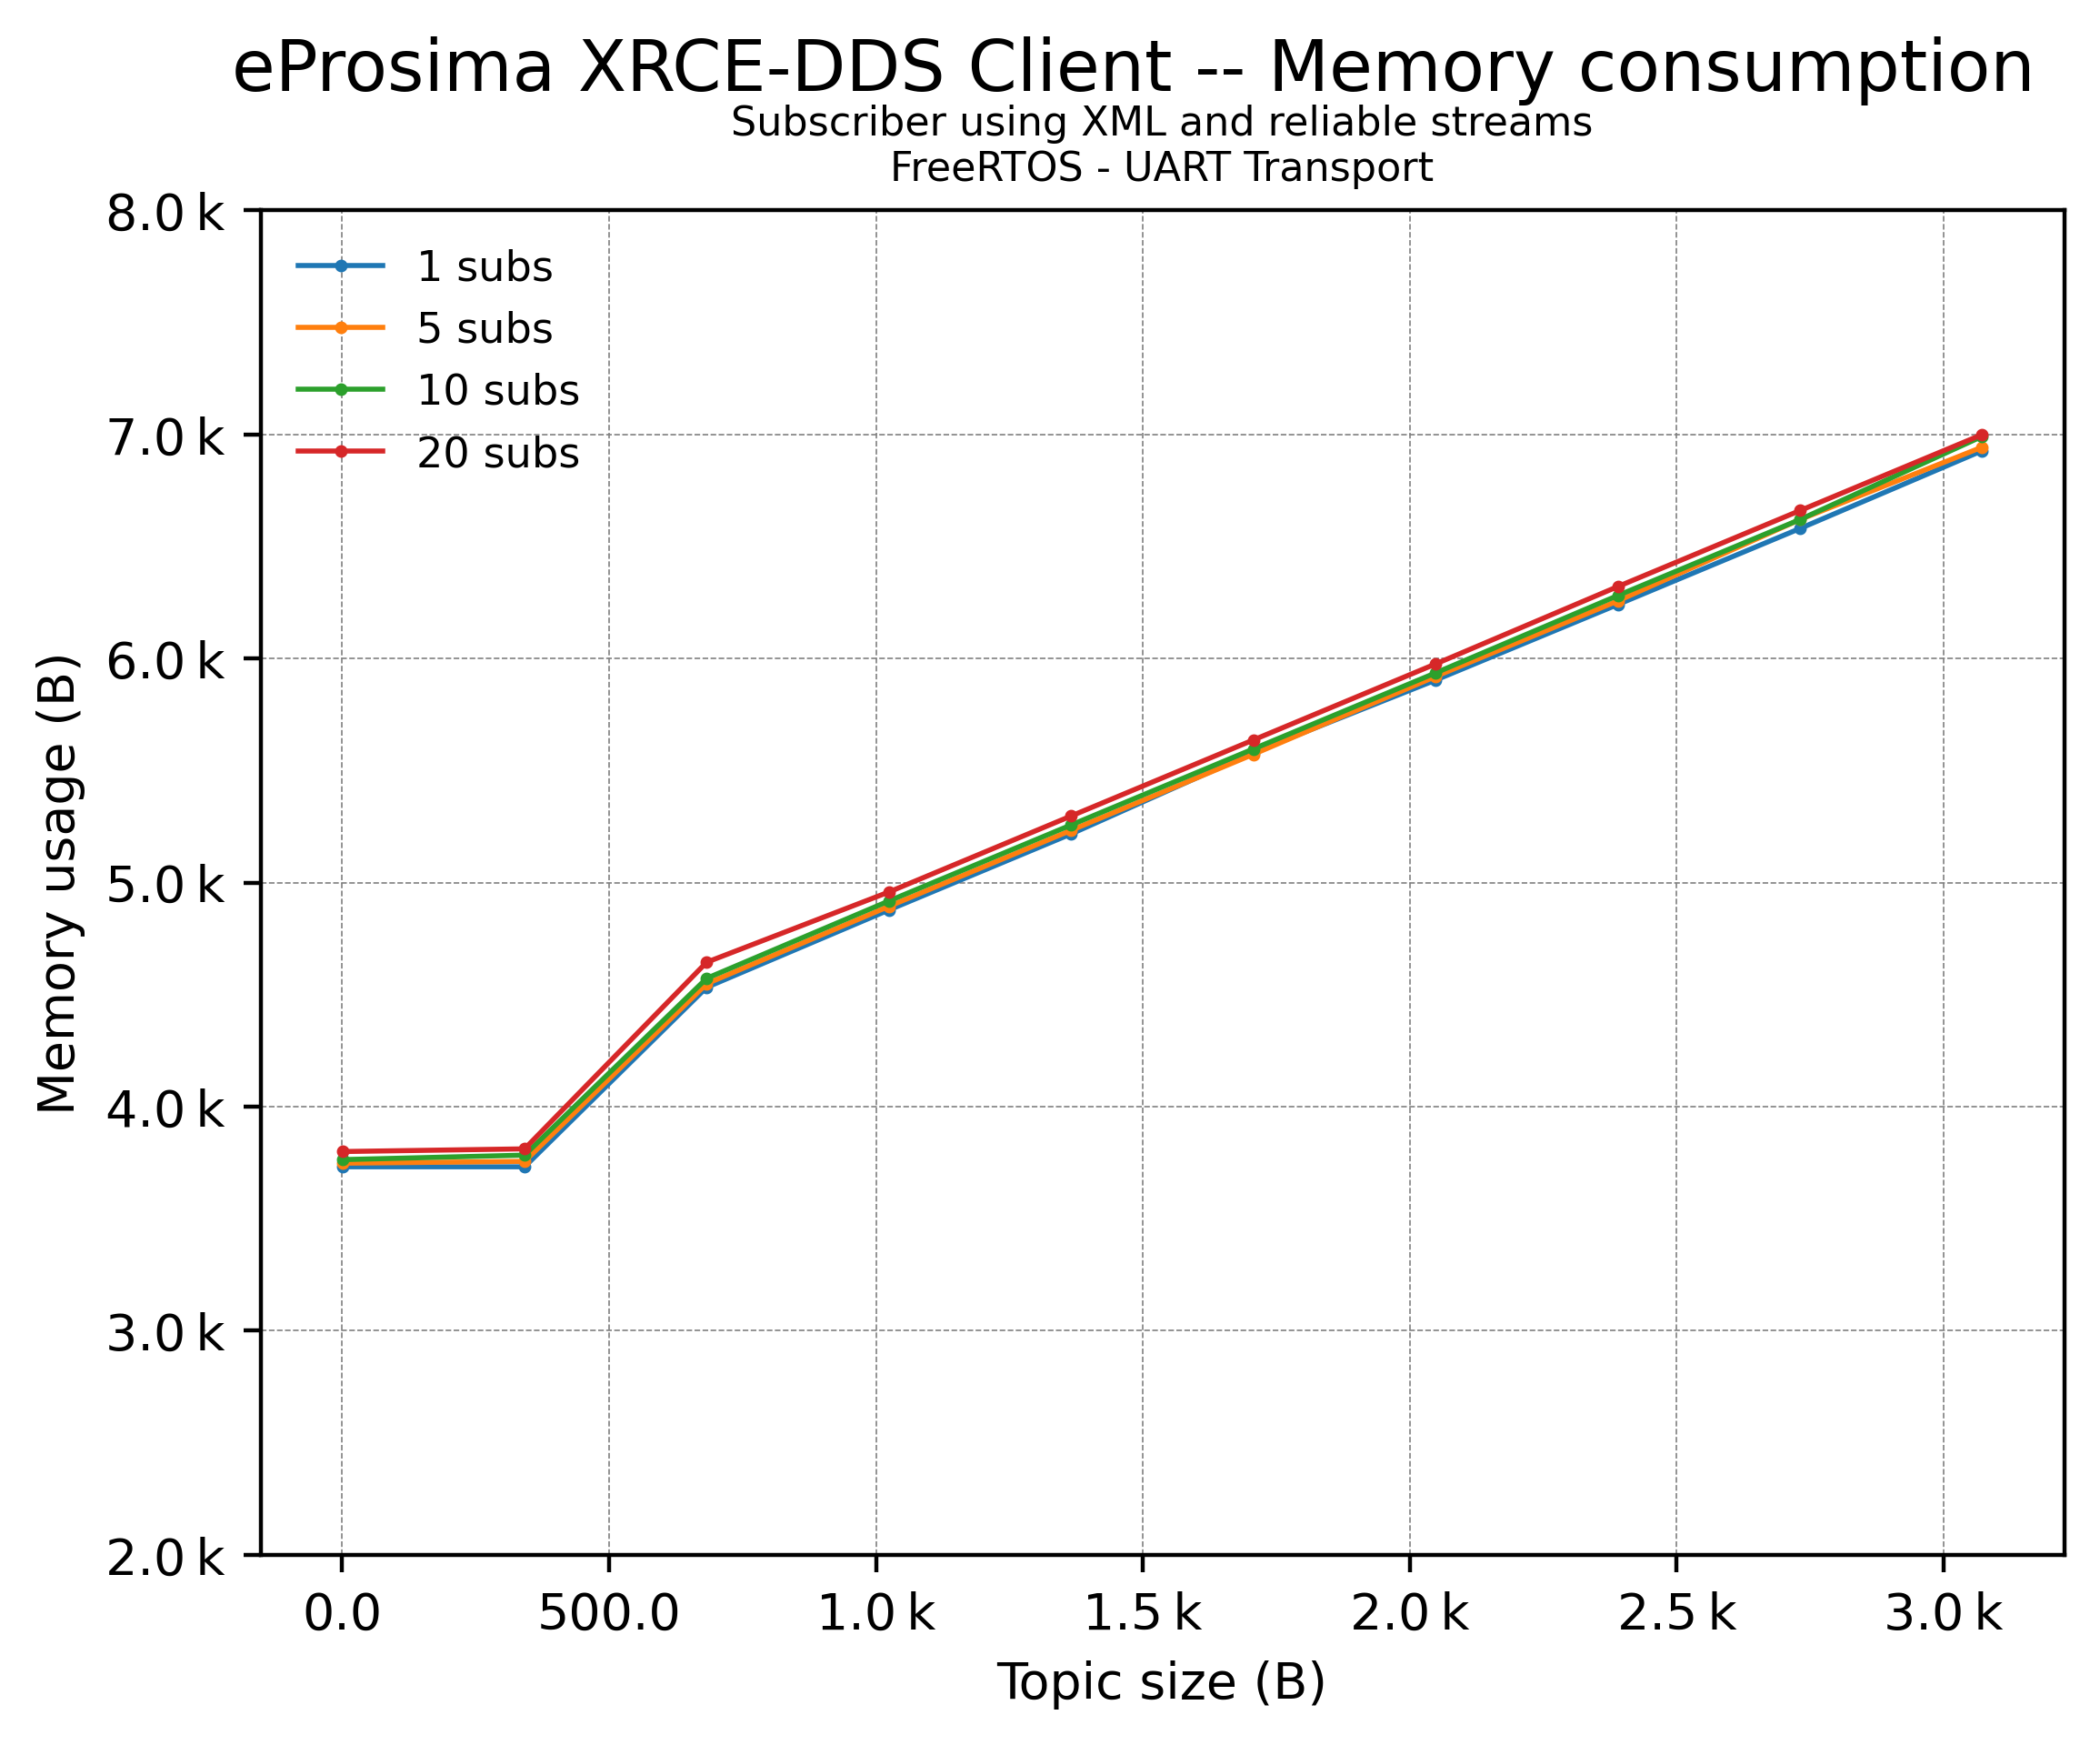 eProsima XRCE-DDS Client -- Memory consumption
Subscriber using XML and reliable streams
FreeRTOS - UART Transport
8.0 k
7.0 k
6.0 k
5.0 k
4.0 k
3.0 k
2.0 k
Memory usage (B)
1 subs
5 subs
10 subs
20 subs
0.0
500.0
1.0 k
1.5 k
2.0 k
2.5 k
3.0 k
Topic size (B)